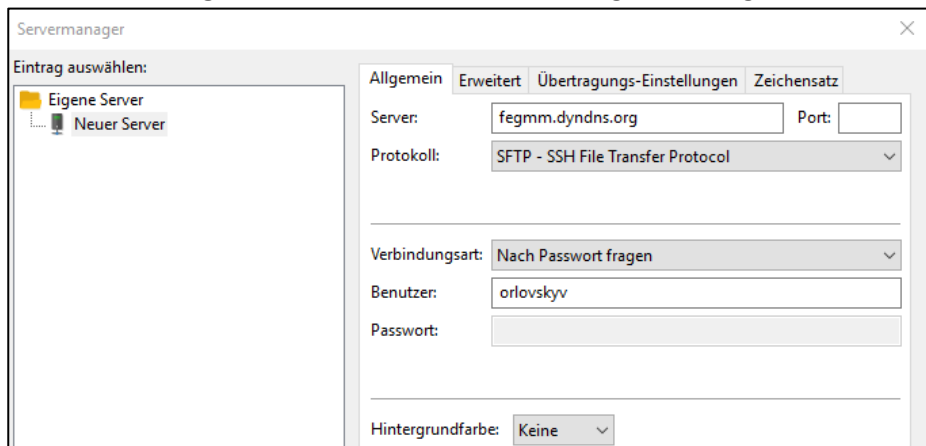 Servermanager
Eintrag auswählen:
Eigene Server
Neuer Server
Allgemein Erweitert Übertragungs-Einstellungen Zeichensatz
Server: fegmm.dyndns.org Port:
Protokoll: SFTP - SSH File Transfer Protocol
Verbindungsart: Nach Passwort fragen
Benutzer: orlovskyv
Passwort:
Hintergrundfarbe: Keine